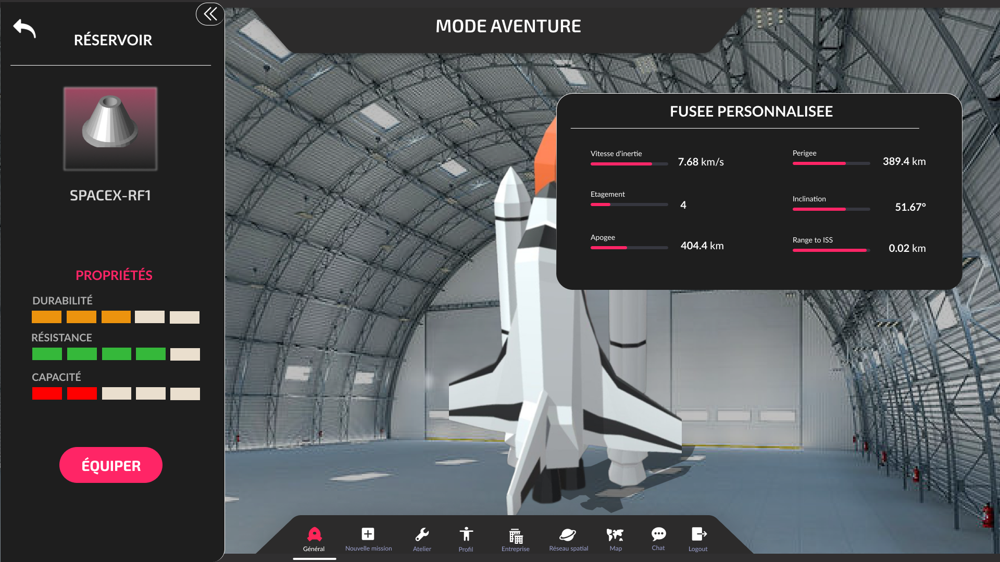 MODE AVENTURE
RÉSERVOIR
SPACEX-RF1
PROPRIÉTÉS
DURABILITÉ
RÉSISTANCE
CAPACITÉ
ÉQUIPER
FUSEE PERSONNALISEE
Vitesse d'inertie 7.68 km/s
Perigee 389.4 km
Etagement 4
Inclination 51.67°
Apogee 404.4 km
Range to ISS 0.02 km
Général
Nouvelle mission
Atelier
Profil
Entreprise
Réseau spatial
Map
Chat
Logout